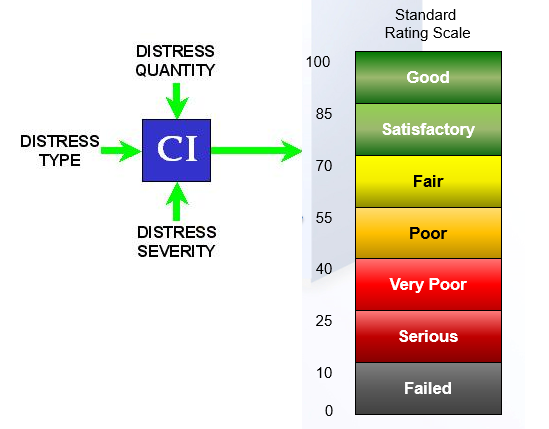 DISTRESS
QUANTITY
DISTRESS
TYPE
CI
DISTRESS
SEVERITY
Standard
Rating Scale
100
Good
85
Satisfactory
70
Fair
55
Poor
40
Very Poor
25
Serious
10
Failed
0